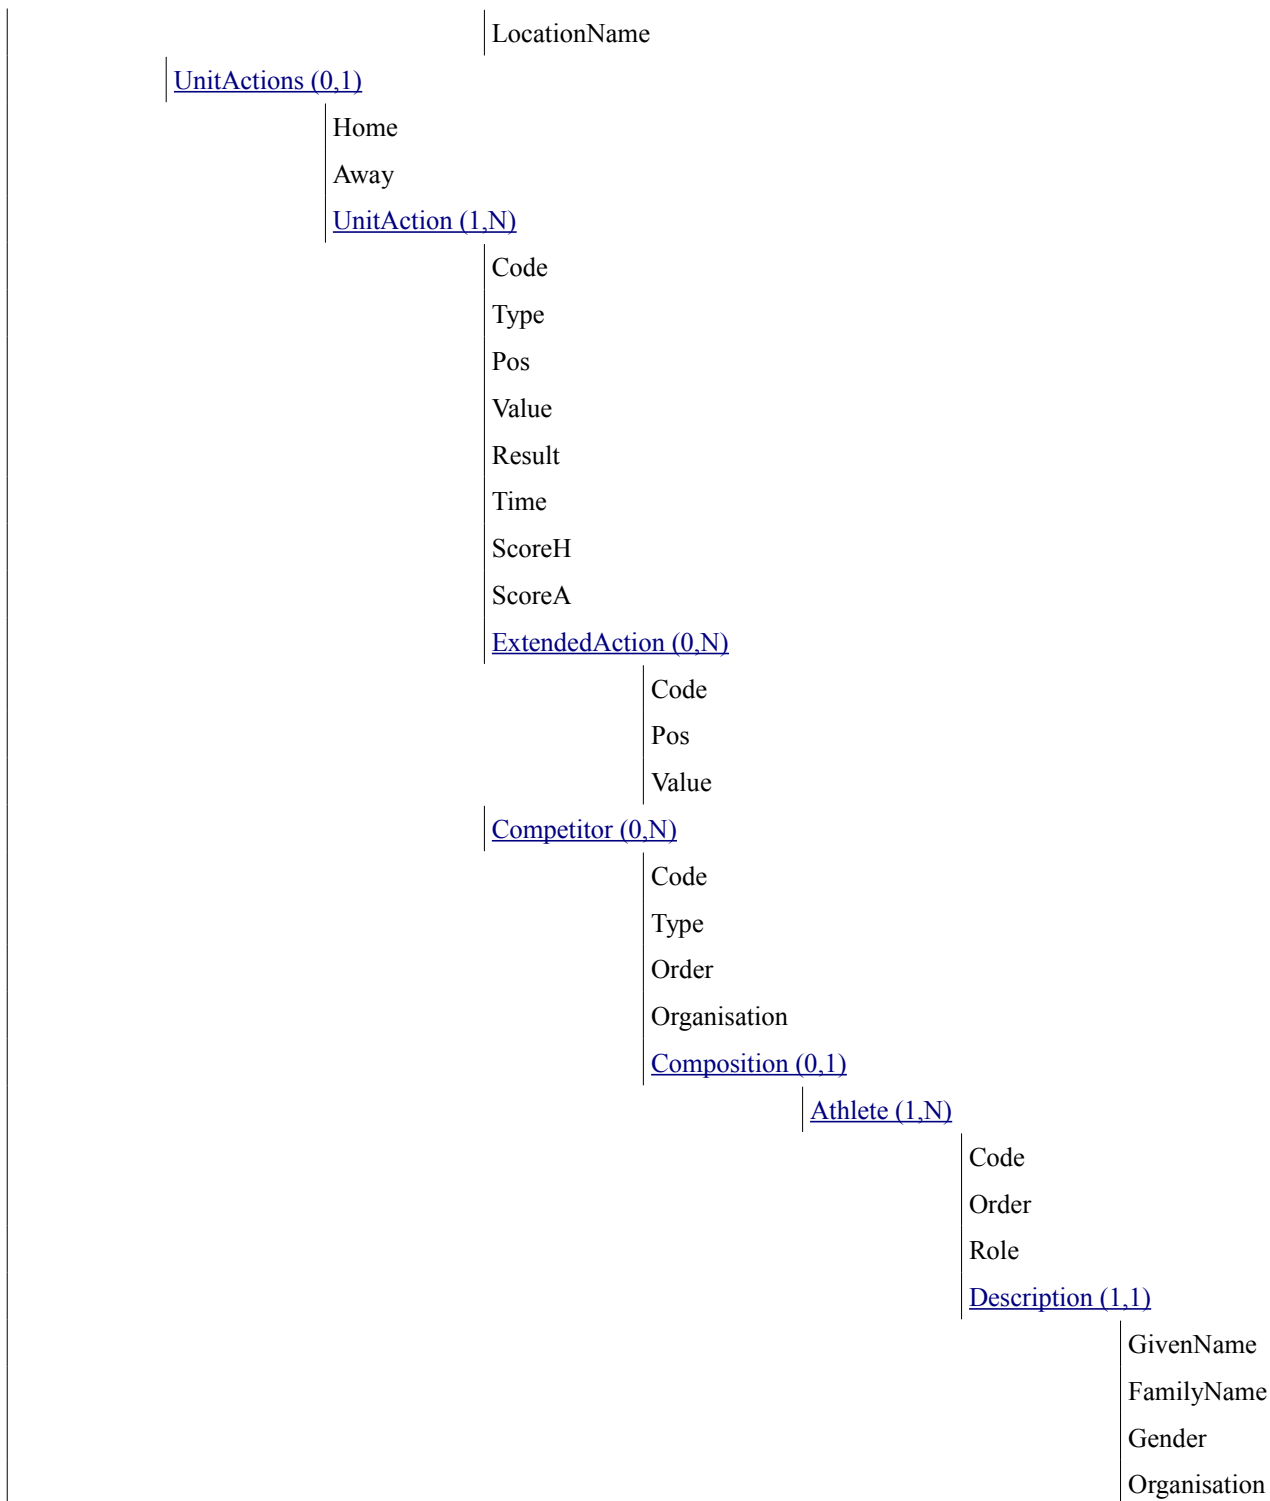 LocationName
UnitActions (0,1)
Home
Away
UnitAction (1,N)
Code
Type
Pos
Value
Result
Time
ScoreH
ScoreA
ExtendedAction (0,N)
Code
Pos
Value
Competitor (0,N)
Code
Type
Order
Organisation
Composition (0,1)
Athlete (1,N)
Code
Order
Role
Description (1,1)
GivenName
FamilyName
Gender
Organisation